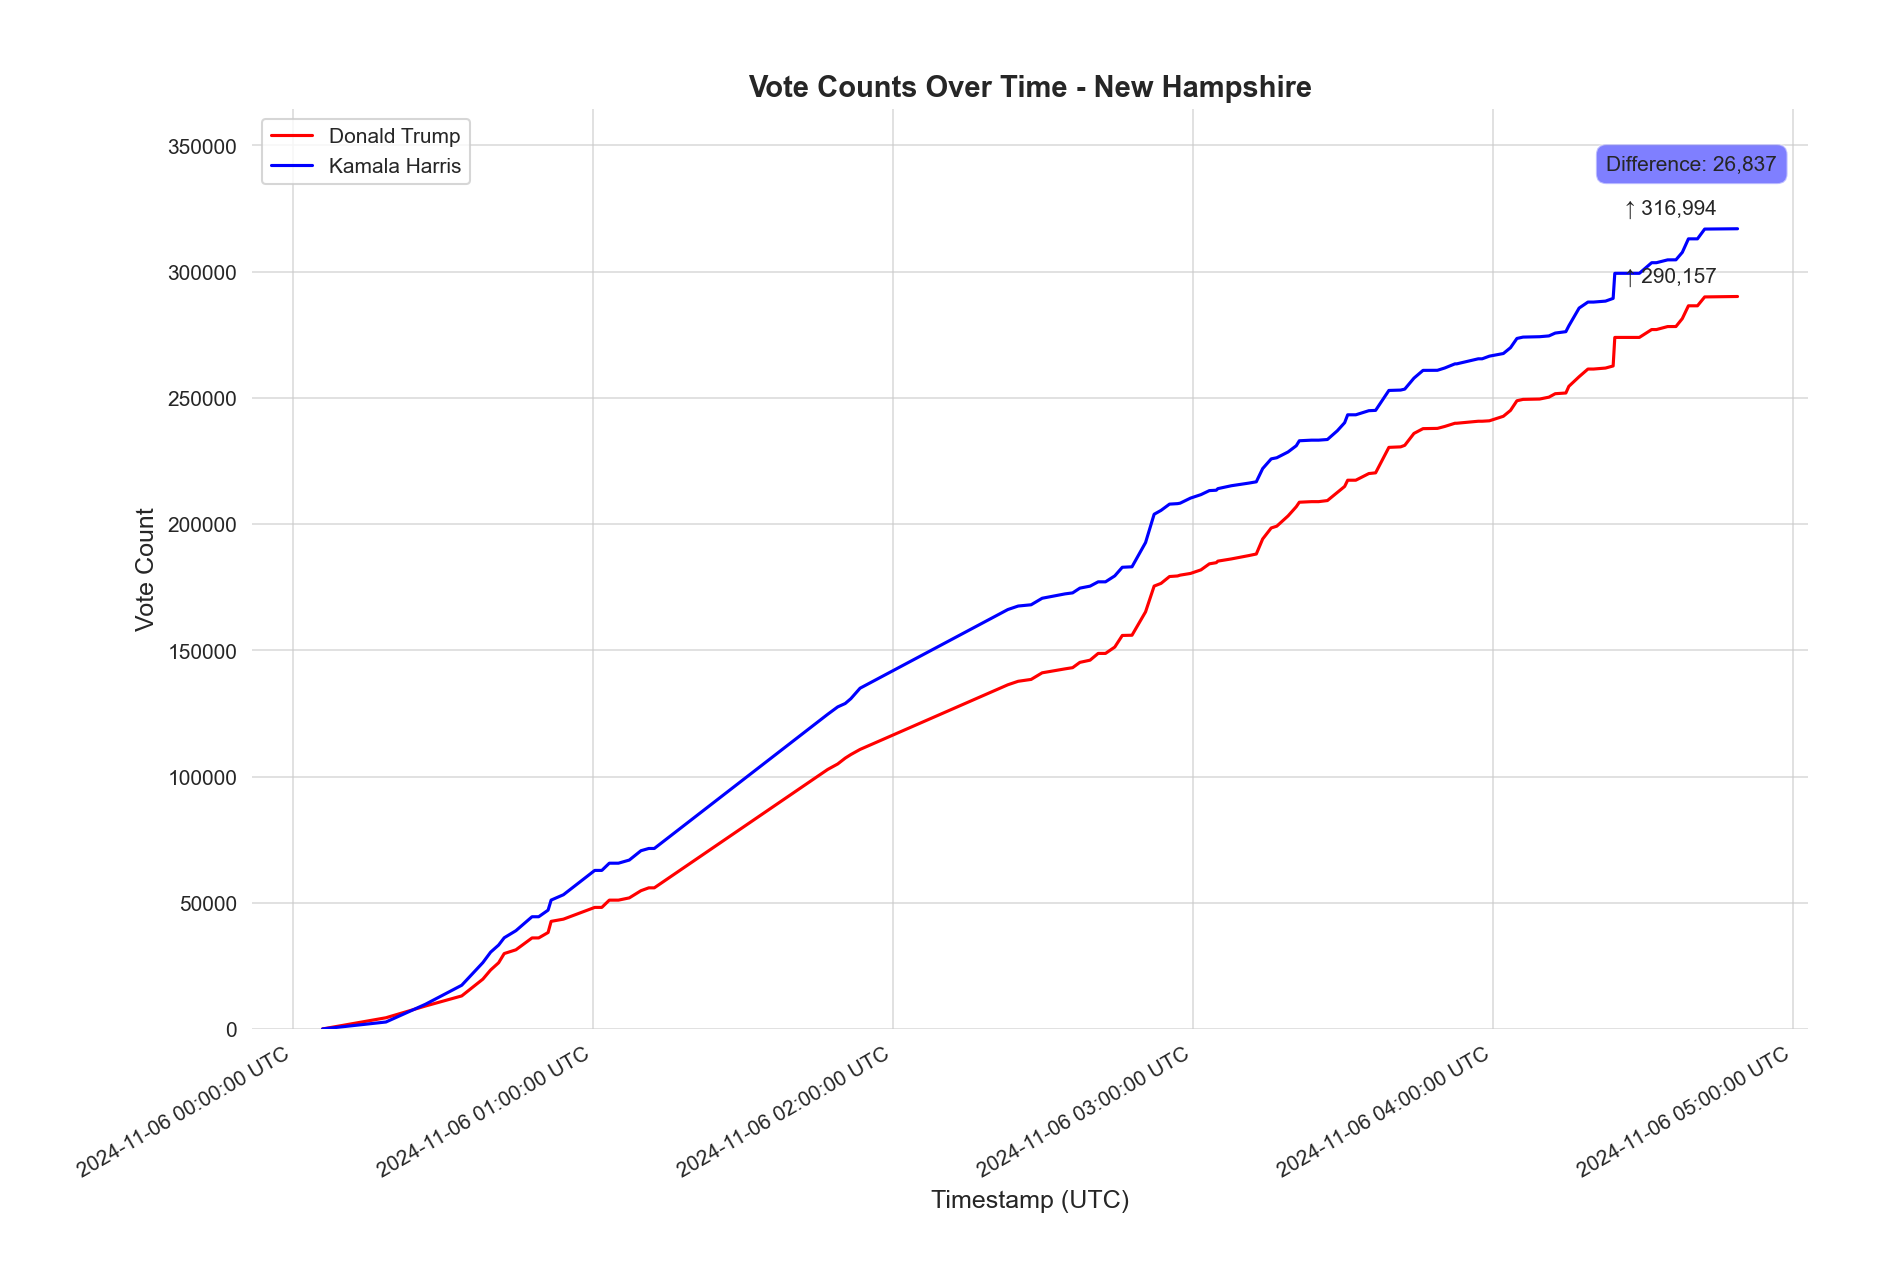 Vote Counts Over Time - New Hampshire
Donald Trump
Kamala Harris
Difference: 26,837
↑ 316,994
↑ 290,157
350000
300000
250000
200000
150000
100000
50000
0
Vote Count
2024-11-06 00:00:00 UTC
2024-11-06 01:00:00 UTC
2024-11-06 02:00:00 UTC
2024-11-06 03:00:00 UTC
2024-11-06 04:00:00 UTC
2024-11-06 05:00:00 UTC
Timestamp (UTC)